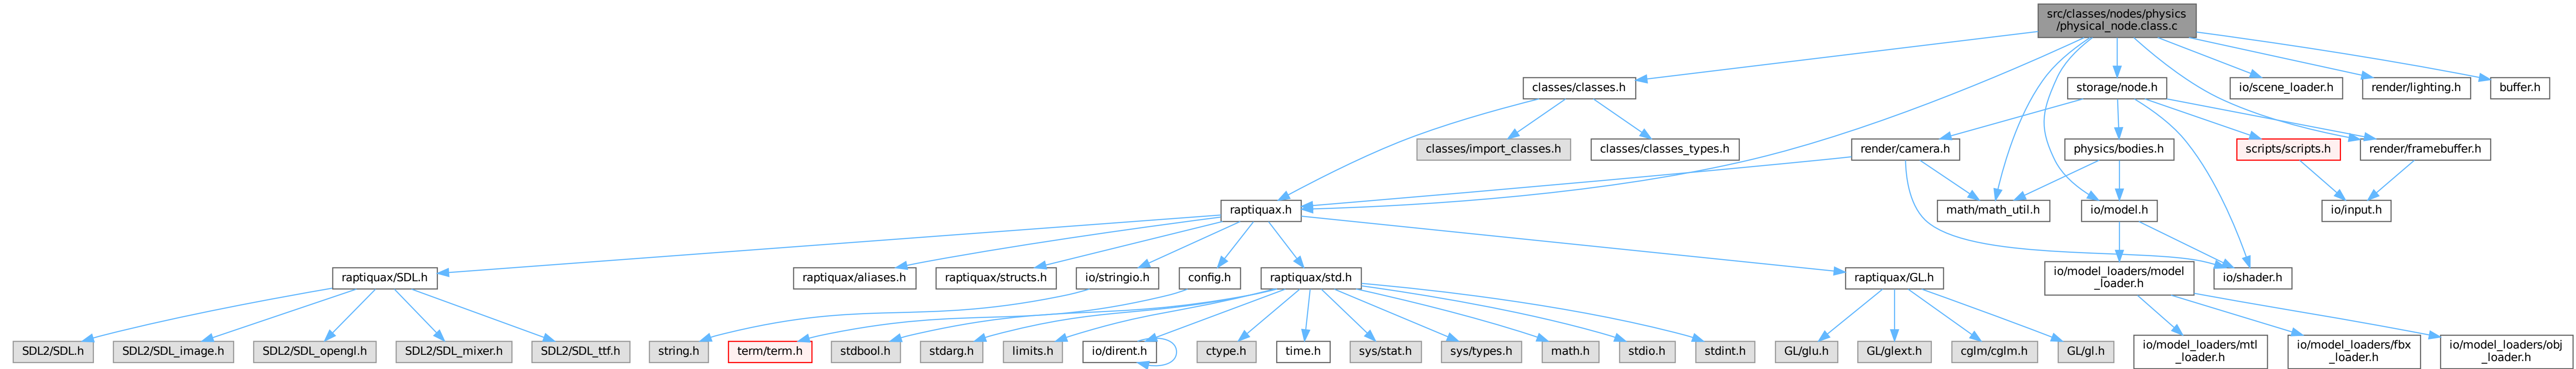 src/classes/nodes/physics
/physical_node.class.c
classes/classes.h
storage/node.h
io/scene_loader.h
render/lighting.h
buffer.h
classes/import_classes.h
classes/classes_types.h
render/camera.h
physics/bodies.h
scripts/scripts.h
render/framebuffer.h
raptiquax.h
math/math_util.h
io/model.h
io/input.h
raptiquax/SDL.h
raptiquax/aliases.h
raptiquax/structs.h
io/stringio.h
config.h
raptiquax/std.h
raptiquax/GL.h
io/model_loaders/model
_loader.h
io/shader.h
SDL2/SDL.h
SDL2/SDL_image.h
SDL2/SDL_opengl.h
SDL2/SDL_mixer.h
SDL2/SDL_ttf.h
string.h
term/term.h
stdbool.h
stdarg.h
limits.h
io/dirent.h
ctype.h
time.h
sys/stat.h
sys/types.h
math.h
stdio.h
stdint.h
GL/glu.h
GL/glext.h
cglm/cglm.h
GL/gl.h
io/model_loaders/mtl
_loader.h
io/model_loaders/fbx
_loader.h
io/model_loaders/obj
_loader.h